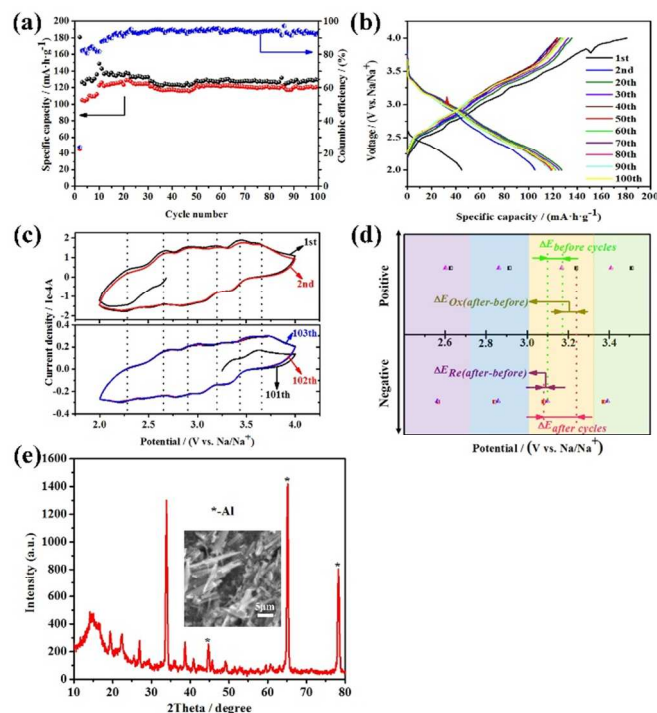 (a)
Specific capacity / (mA·h·g⁻¹)
200
180
160
140
120
100
80
60
40
20
0
100
80
60
40
20
0
Columbic efficiency / (%)
0 10 20 30 40 50 60 70 80 90 100
Cycle number
(b)
Voltage / (V vs. Na/Na⁺)
4.0
3.5
3.0
2.5
2.0
1st
2nd
20th
30th
40th
50th
60th
70th
80th
90th
100th
0 20 40 60 80 100 120 140 160 180
Specific capacity / (mA·h·g⁻¹)
(c)
Current density / 1e-4A
2
1
0
-1
-2
1st
2nd
0.4
0.2
0.0
-0.2
-0.4
103th
102th
101th
2.0 2.5 3.0 3.5 4.0
Potential / (V vs. Na/Na⁺)
(d)
Positive
Negative
ΔE before cycles
ΔE Ox(after-before)
2.6 2.8 3.0 3.2 3.4
ΔE Re(after-before)
ΔE after cycles
Potential / (V vs. Na/Na⁺)
(e)
Intensity (a.u.)
1400
1200
1000
800
600
400
200
0
*-Al
5μm
*
*
*
10 20 30 40 50 60 70 80
2Theta / degree